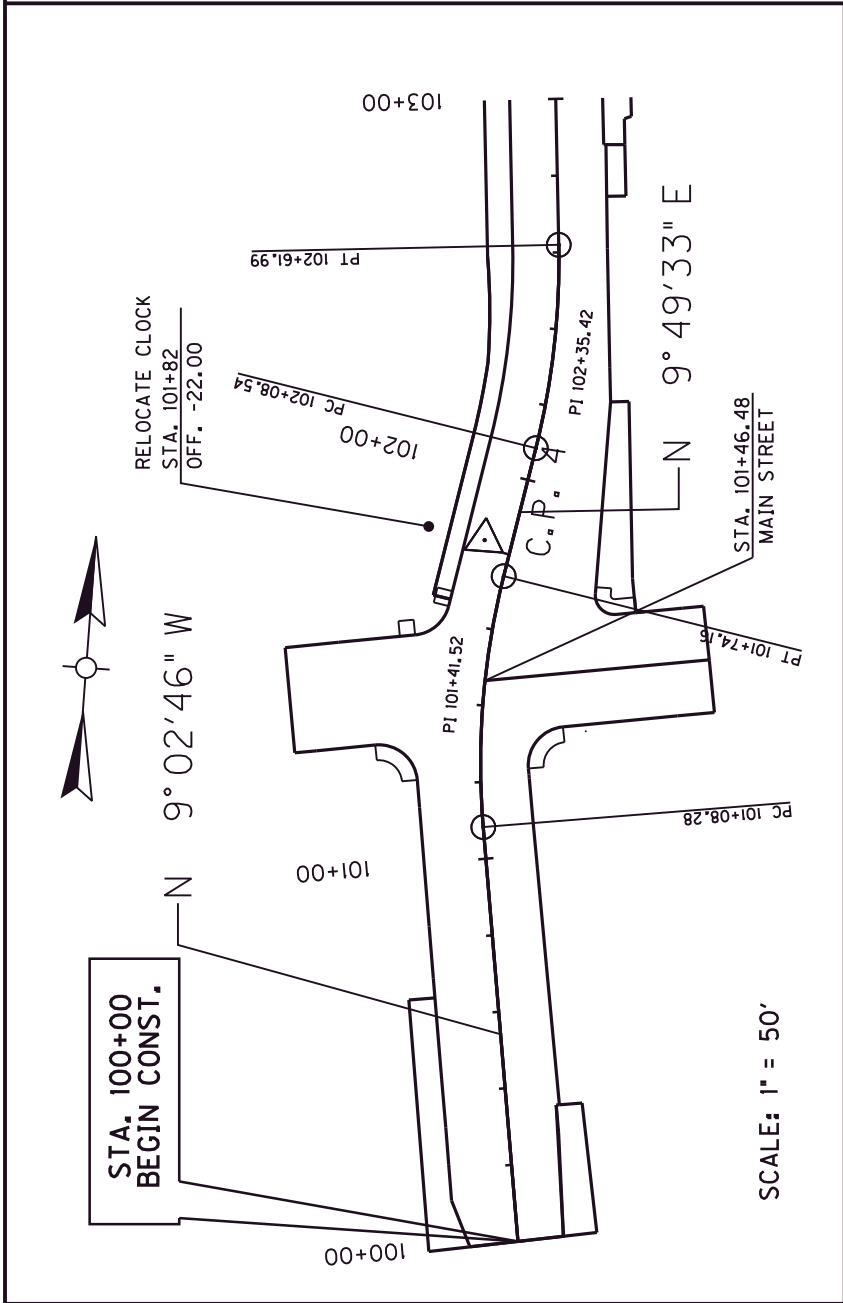 103+00
PT 102+61.99
RELOCATE CLOCK
STA. 101+82
OFF. -22.00
PC 102+08.54
102+00
PI 102+35.42
N 9°49'33" E
C.P. 4
STA. 101+46.48
MAIN STREET
PT 101+74.16
PI 101+41.52
N 9°02'46" W
PC 101+08.28
101+00
STA. 100+00
BEGIN CONST.
100+00
SCALE: 1" = 50'